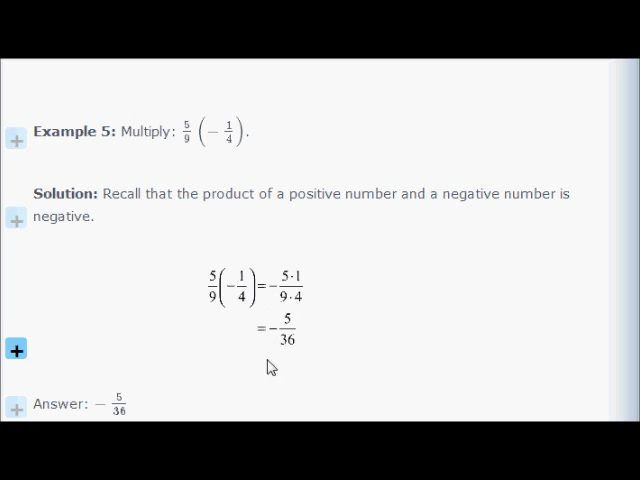 Example 5: Multiply: 5/9 (− 1/4).
Solution: Recall that the product of a positive number and a negative number is
negative.
5/9(−1/4)=−5·1/9·4
=−5/36
Answer: − 5/36